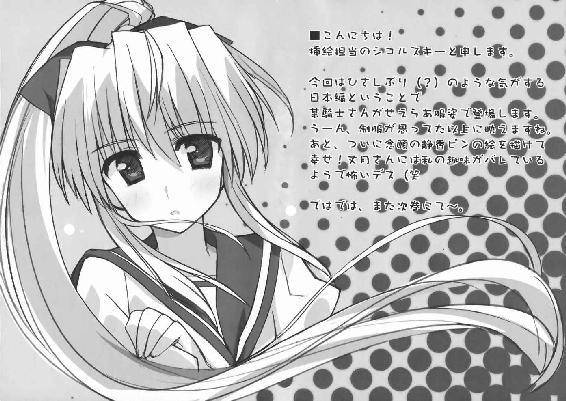 ■こんにちは！
挿絵担当のシコルスキーと申します。
今回はひさしぶり（？）のような気がする
日本編ということで
某騎士さんがせえらあ服姿で登場します。
うーん、制服が思ってた以上に映えますね。
あと、ついに念願の静香ピンの絵を描けて
幸せ！丈月さんには私の趣味がバレている
ようで怖いデス（笑
ではでは、また次巻にて～。